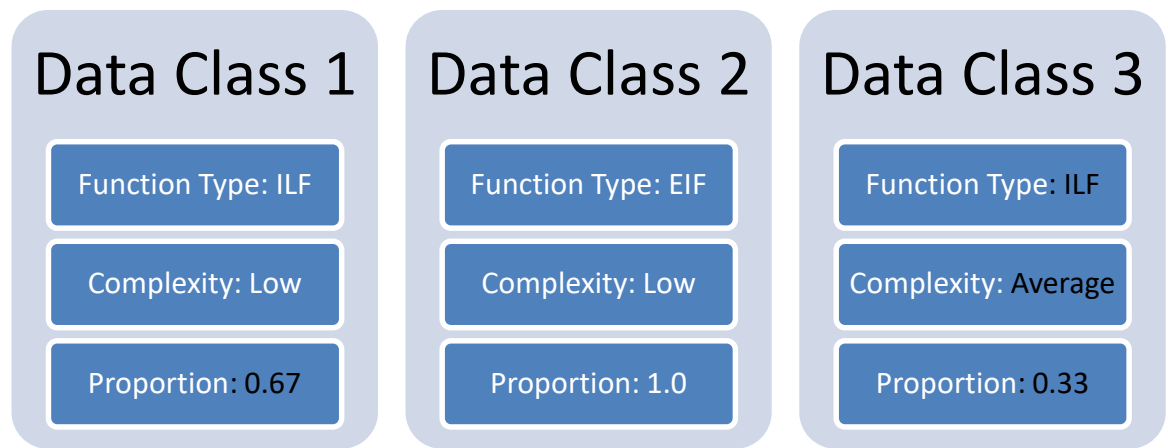 Data Class 1
Function Type: ILF
Complexity: Low
Proportion: 0.67
Data Class 2
Function Type: EIF
Complexity: Low
Proportion: 1.0
Data Class 3
Function Type: ILF
Complexity: Average
Proportion: 0.33